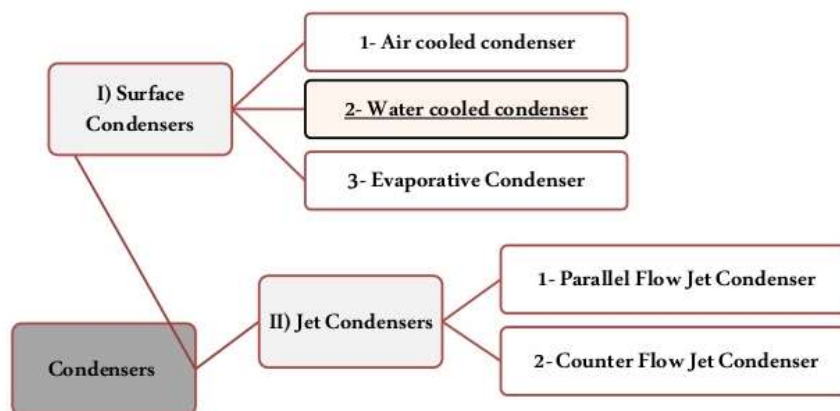 1- Air cooled condenser
I) Surface
Condensers
2- Water cooled condenser
3- Evaporative Condenser
1- Parallel Flow Jet Condenser
II) Jet Condensers
Condensers
2- Counter Flow Jet Condenser